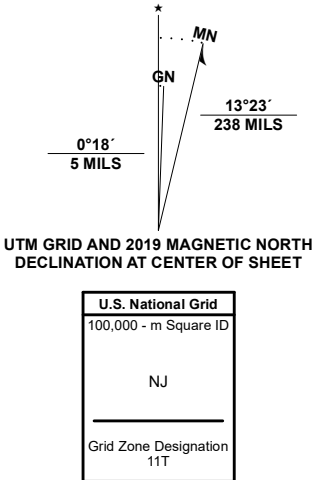 MN
GN
13°23´
238 MILS
0°18´
5 MILS
UTM GRID AND 2019 MAGNETIC NORTH
DECLINATION AT CENTER OF SHEET
U.S. National Grid
100,000 - m Square ID
NJ
Grid Zone Designation
11T